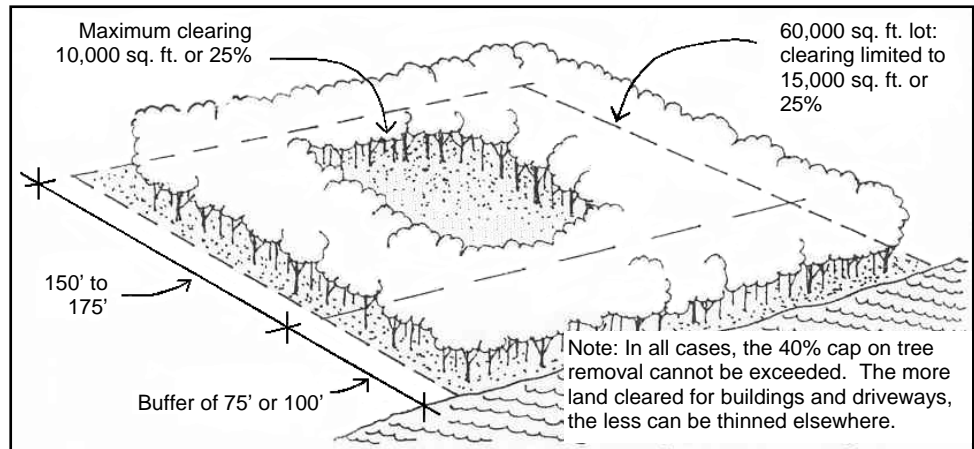 Maximum clearing
10,000 sq. ft. or 25%
60,000 sq. ft. lot:
clearing limited to
15,000 sq. ft. or
25%
150’ to
175’
Buffer of 75’ or 100’
Note: In all cases, the 40% cap on tree
removal cannot be exceeded.  The more
land cleared for buildings and driveways,
the less can be thinned elsewhere.